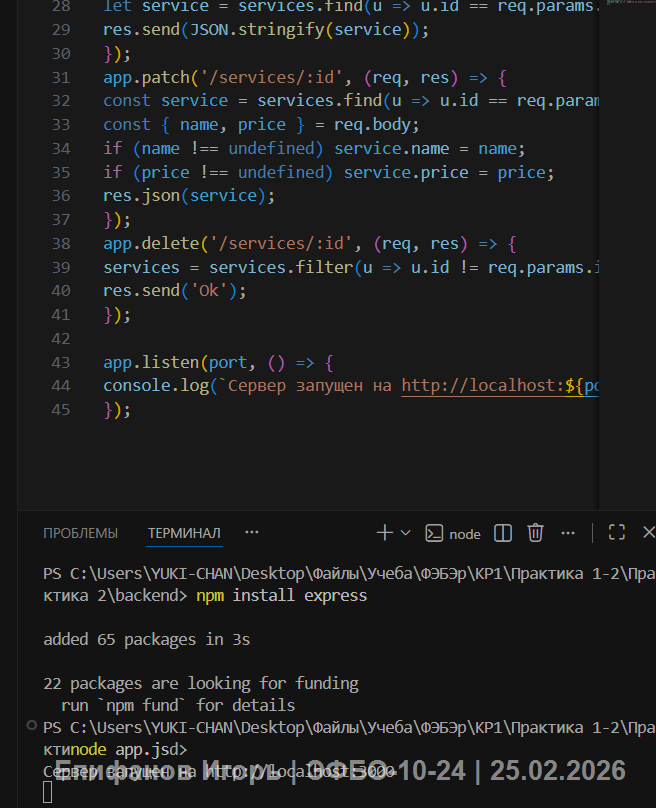 28 let service = services.find(u => u.id == req.params.
29 res.send(JSON.stringify(service));
30 });
31 app.patch('/services/:id', (req, res) => {
32 const service = services.find(u => u.id == req.param
33 const { name, price } = req.body;
34 if (name !== undefined) service.name = name;
35 if (price !== undefined) service.price = price;
36 res.json(service);
37 });
38 app.delete('/services/:id', (req, res) => {
39 services = services.filter(u => u.id != req.params.i
40 res.send('Ok');
41 });
42
43 app.listen(port, () => {
44 console.log(`Сервер запущен на http://localhost:${po
45 });
ПРОБЛЕМЫ ТЕРМИНАЛ ··· node ···
PS C:\Users\YUKI-CHAN\Desktop\Файлы\Учеба\ФЭБЭр\КР1\Практика 1-2\Пра
ктика 2\backend> npm install express
added 65 packages in 3s
22 packages are looking for funding
run `npm fund` for details
PS C:\Users\YUKI-CHAN\Desktop\Файлы\Учеба\ФЭБЭр\КР1\Практика 1-2\Пра
ктиnode app.jsd>
Сервер запущен на http://localhost:3000
Епифанов Игорь | ЭФБО-10-24 | 25.02.2026